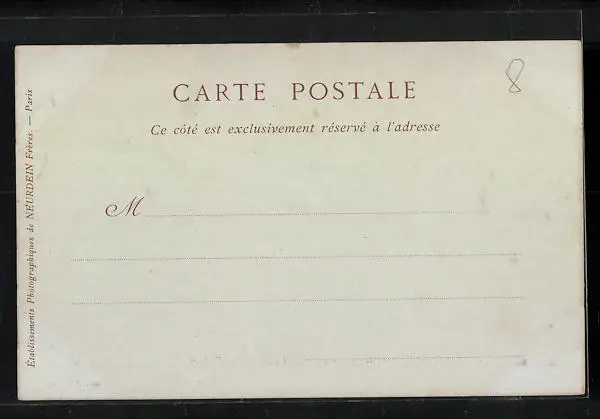 CARTE POSTALE
8
Ce côté est exclusivement réservé à l'adresse
M
Établissements Photographiques de NEURDEIN Frères. — Paris